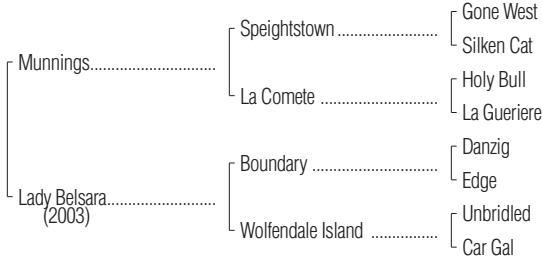 Gone West
Speightstown
Silken Cat
Munnings
Holy Bull
La Comete
La Gueriere
Danzig
Boundary
Edge
Lady Belsara
(2003)
Unbridled
Wolfendale Island
Car Gal